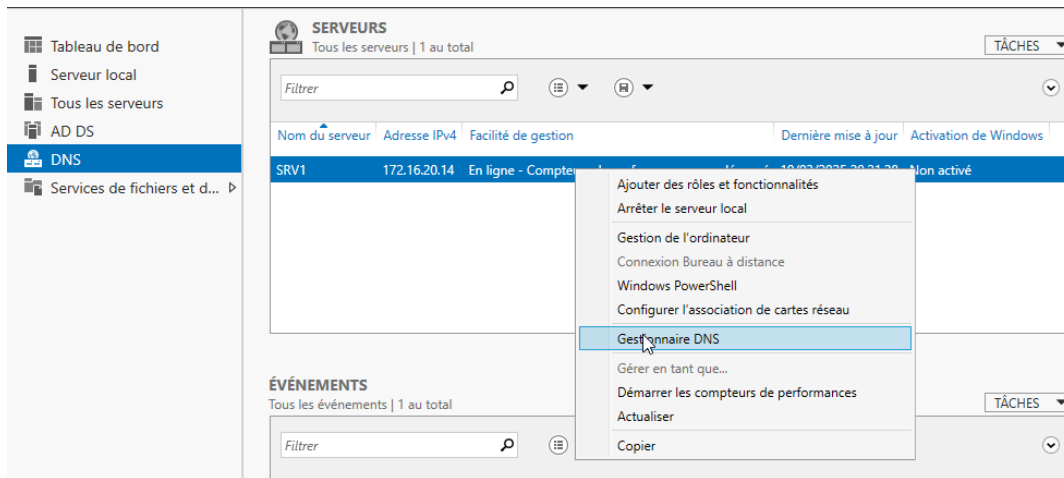 Tableau de bord
Serveur local
Tous les serveurs
AD DS
DNS
Services de fichiers et d...
SERVEURS
Tous les serveurs | 1 au total
TÂCHES
Filtrer
Nom du serveur Adresse IPv4 Facilité de gestion Dernière mise à jour Activation de Windows
SRV1 172.16.20.14 En ligne - Compteu Non activé
Ajouter des rôles et fonctionnalités
Arrêter le serveur local
Gestion de l'ordinateur
Connexion Bureau à distance
Windows PowerShell
Configurer l'association de cartes réseau
Gestionnaire DNS
Gérer en tant que...
Démarrer les compteurs de performances
Actualiser
Copier
ÉVÉNEMENTS
Tous les événements | 1 au total
TÂCHES
Filtrer